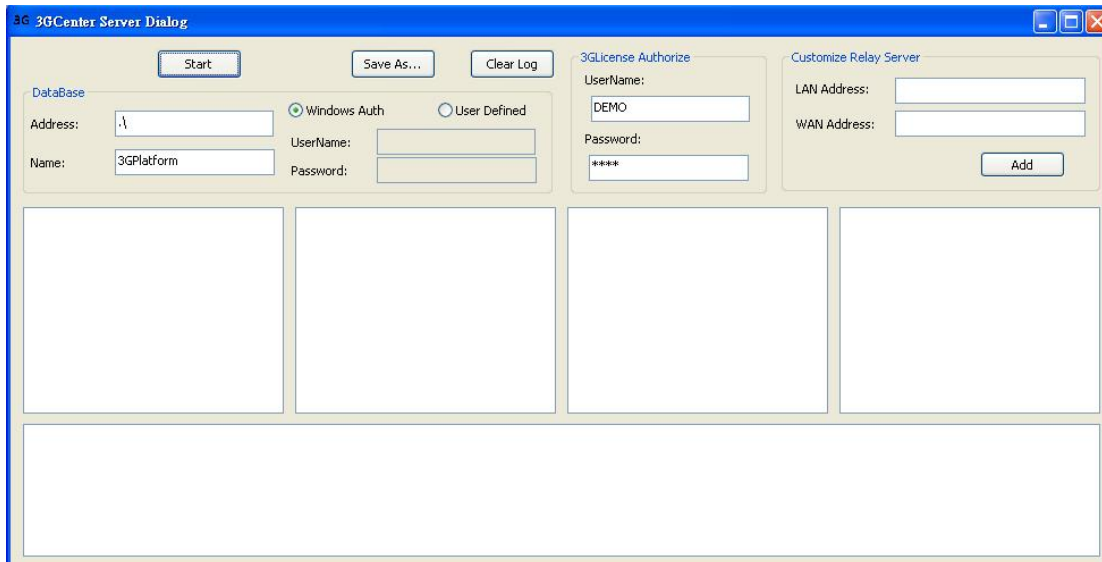 3G 3GCenter Server Dialog
Start
Save As...
Clear Log
DataBase
Address: .\
Name: 3GPlatform
Windows Auth
User Defined
UserName:
Password:
3GLicense Authorize
UserName:
DEMO
Password:
****
Customize Relay Server
LAN Address:
WAN Address:
Add